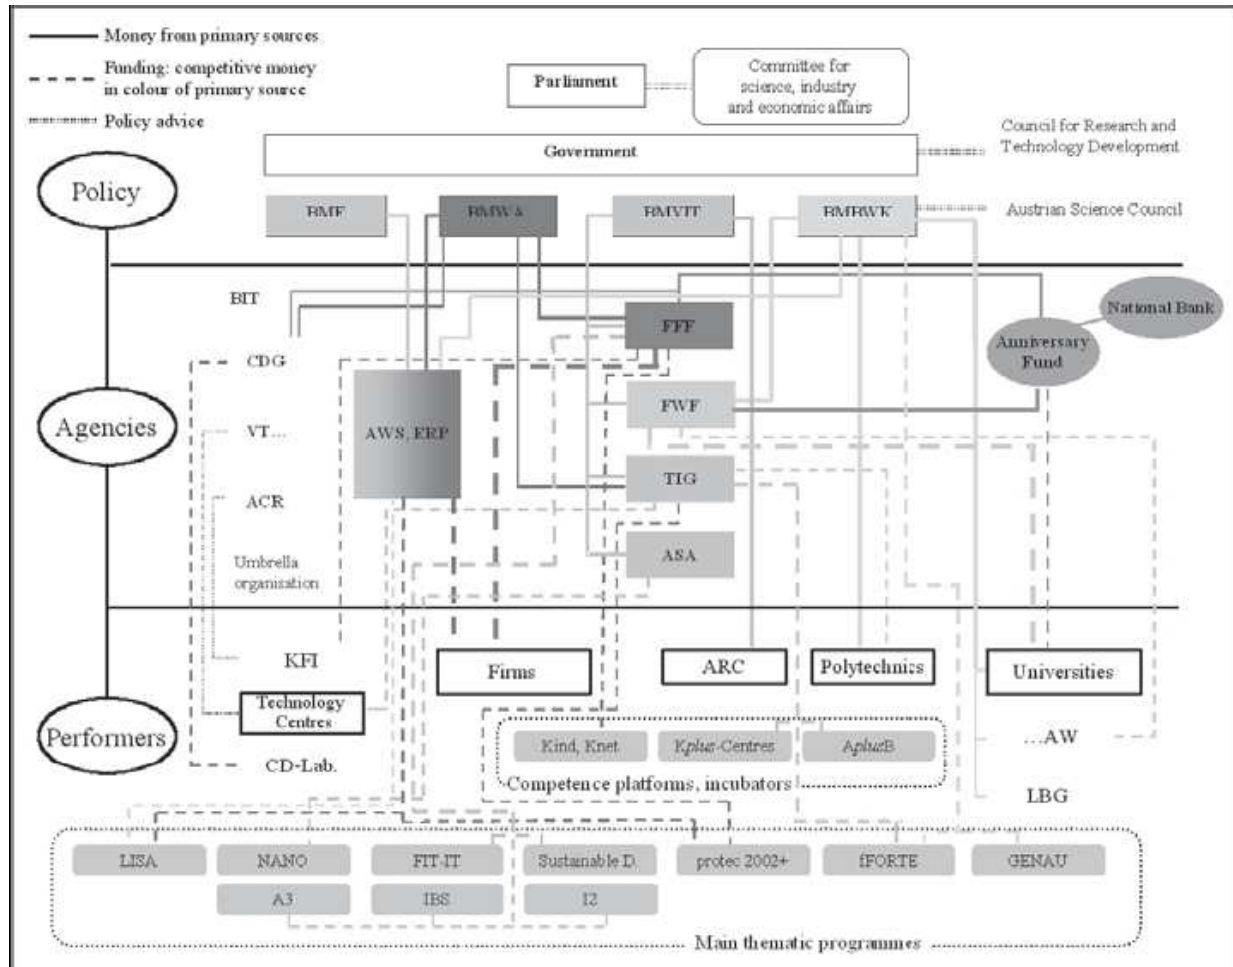 Money from primary sources
Funding: competitive money
in colour of primary source
Policy advice
Parliament
Committee for
science, industry
and economic affairs
Government
Council for Research and
Technology Development
Policy
BMF
BMWA
BMVIT
BMBWK
Austrian Science Council
BIT
FFF
National Bank
Anniversary
Fund
CDG
Agencies
VT...
AWS, ERP
FWF
TIG
ACR
ASA
Umbrella
organisation
KFI
Firms
ARC
Polytechnics
Universities
Technology
Centres
Performers
Kind, Knet
Kplus-Centres
AplusB
...AW
CD-Lab.
Competence platforms, incubators
LBG
LISA
NANO
FIT-IT
Sustainable D.
protec 2002+
fFORTE
GENAU
A3
IBS
I2
Main thematic programmes